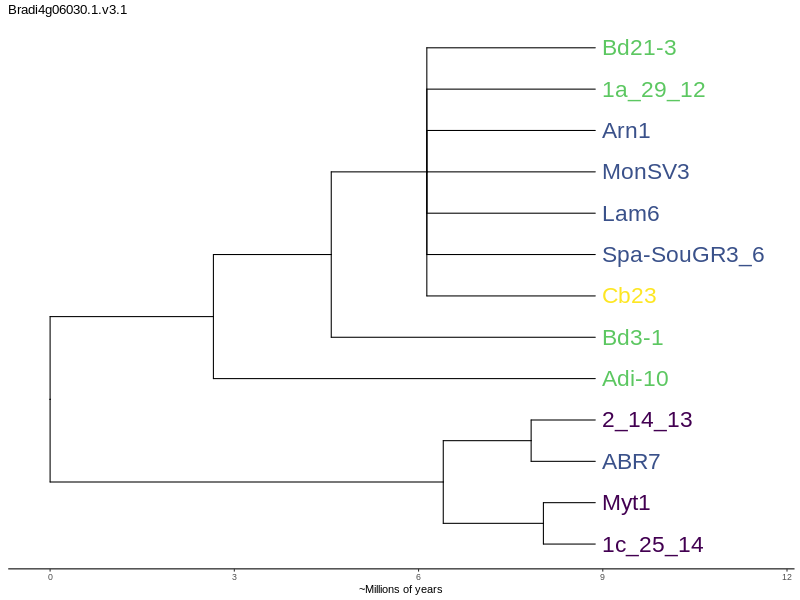 Bradi4g06030.1.v3.1
Bd21-3
1a_29_12
Arn1
MonSV3
Lam6
Spa-SouGR3_6
Cb23
Bd3-1
Adi-10
2_14_13
ABR7
Myt1
1c_25_14
0 3 6 9 12
~Millions of years